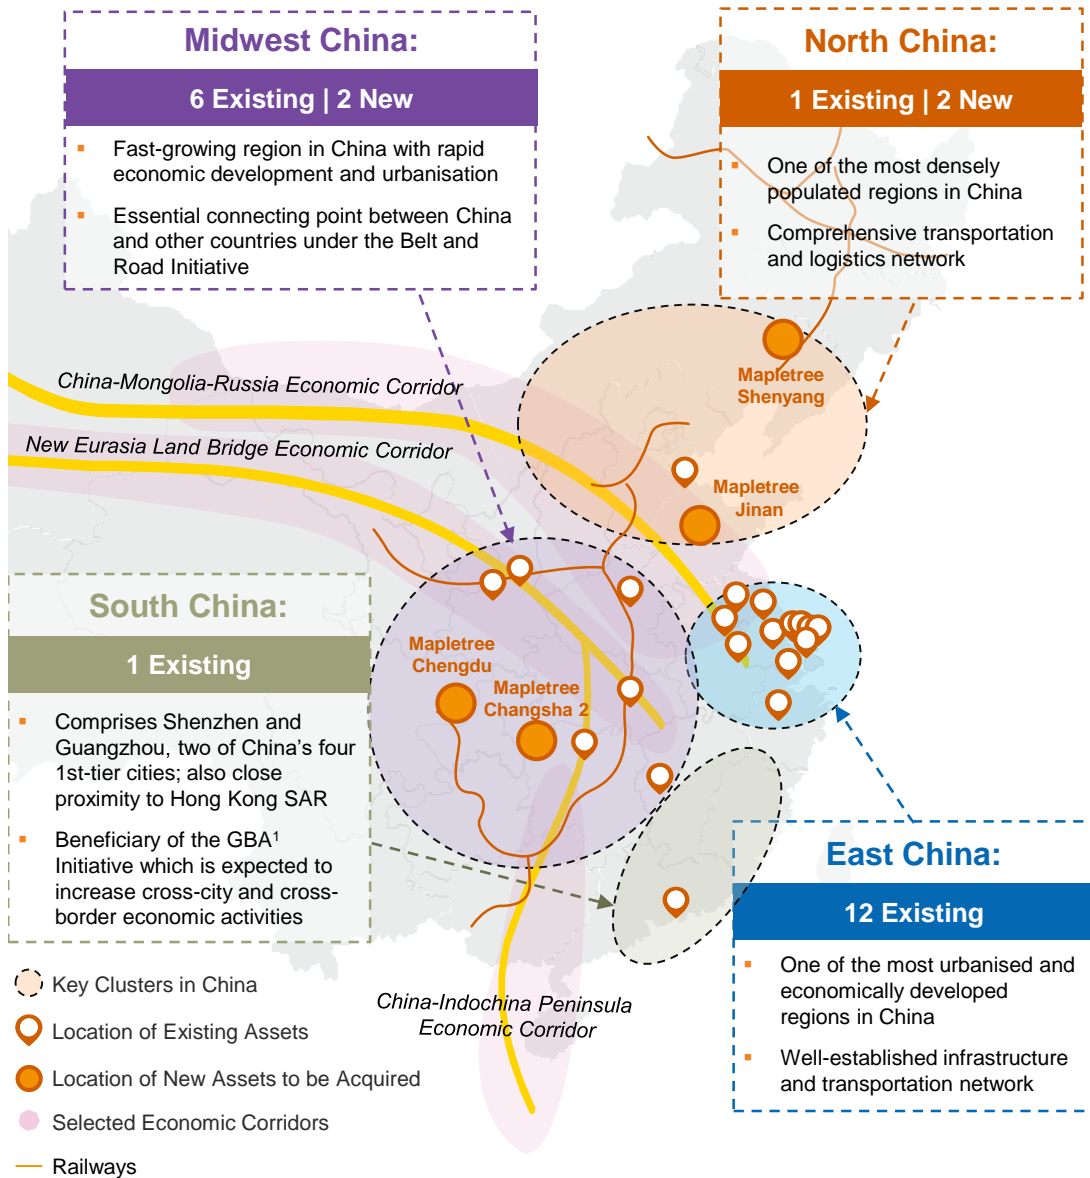 Midwest China:
6 Existing | 2 New
Fast-growing region in China with rapid
economic development and urbanisation
Essential connecting point between China
and other countries under the Belt and
Road Initiative
North China:
1 Existing | 2 New
One of the most densely
populated regions in China
Comprehensive transportation
and logistics network
China-Mongolia-Russia Economic Corridor
New Eurasia Land Bridge Economic Corridor
Mapletree
Shenyang
Mapletree
Jinan
South China:
1 Existing
Comprises Shenzhen and
Guangzhou, two of China's four
1st-tier cities; also close
proximity to Hong Kong SAR
Beneficiary of the GBA¹
Initiative which is expected to
increase cross-city and cross-
border economic activities
Mapletree
Chengdu
Mapletree
Changsha 2
East China:
12 Existing
One of the most urbanised and
economically developed
regions in China
Well-established infrastructure
and transportation network
China-Indochina Peninsula
Economic Corridor
Key Clusters in China
Location of Existing Assets
Location of New Assets to be Acquired
Selected Economic Corridors
Railways